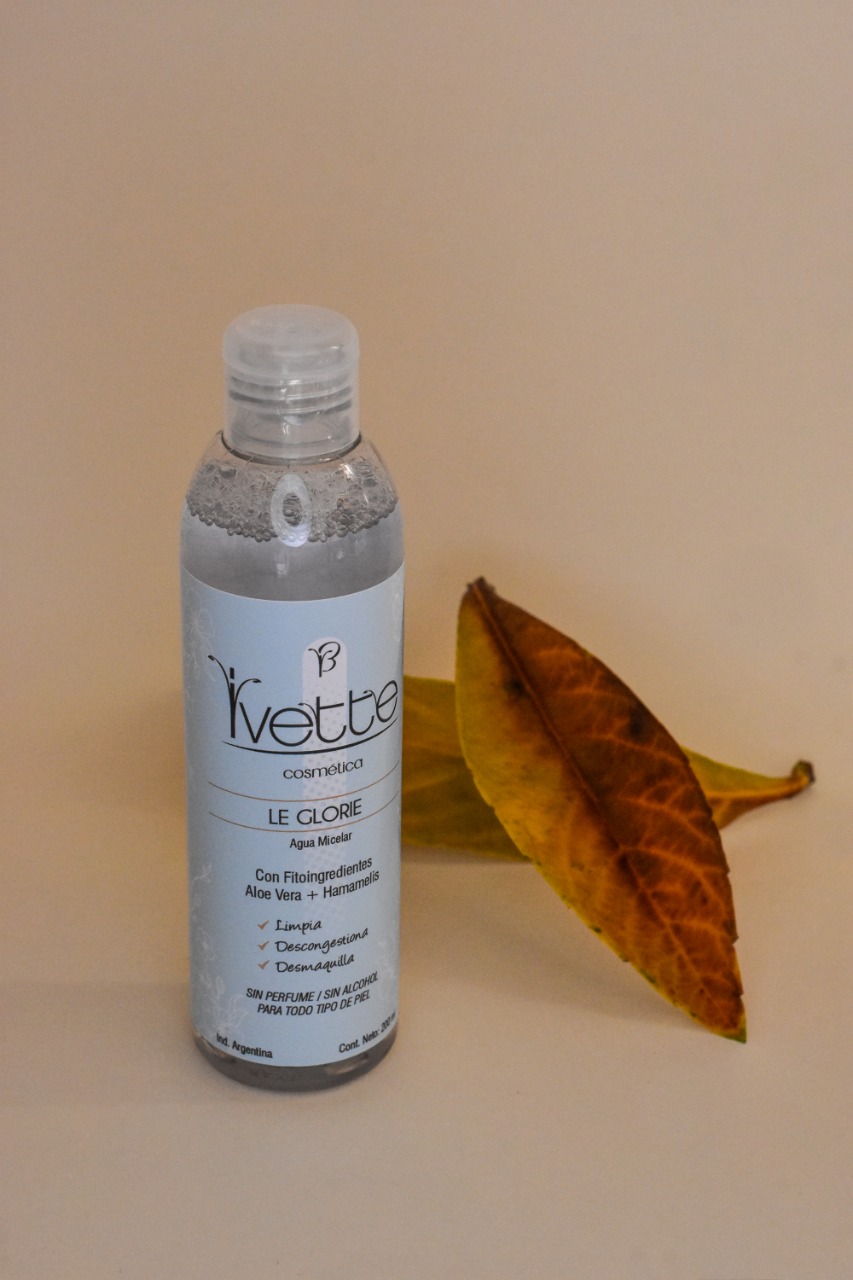 B
ivette
cosmética
LE GLORIE
Agua Micelar
Con Fitoingredientes
Aloe Vera + Hamamelis
✓ Limpia
✓ Descongestiona
✓ Desmaquilla
SIN PERFUME / SIN ALCOHOL
PARA TODO TIPO DE PIEL
Ind. Argentina
Cont. Neto: 200 ml